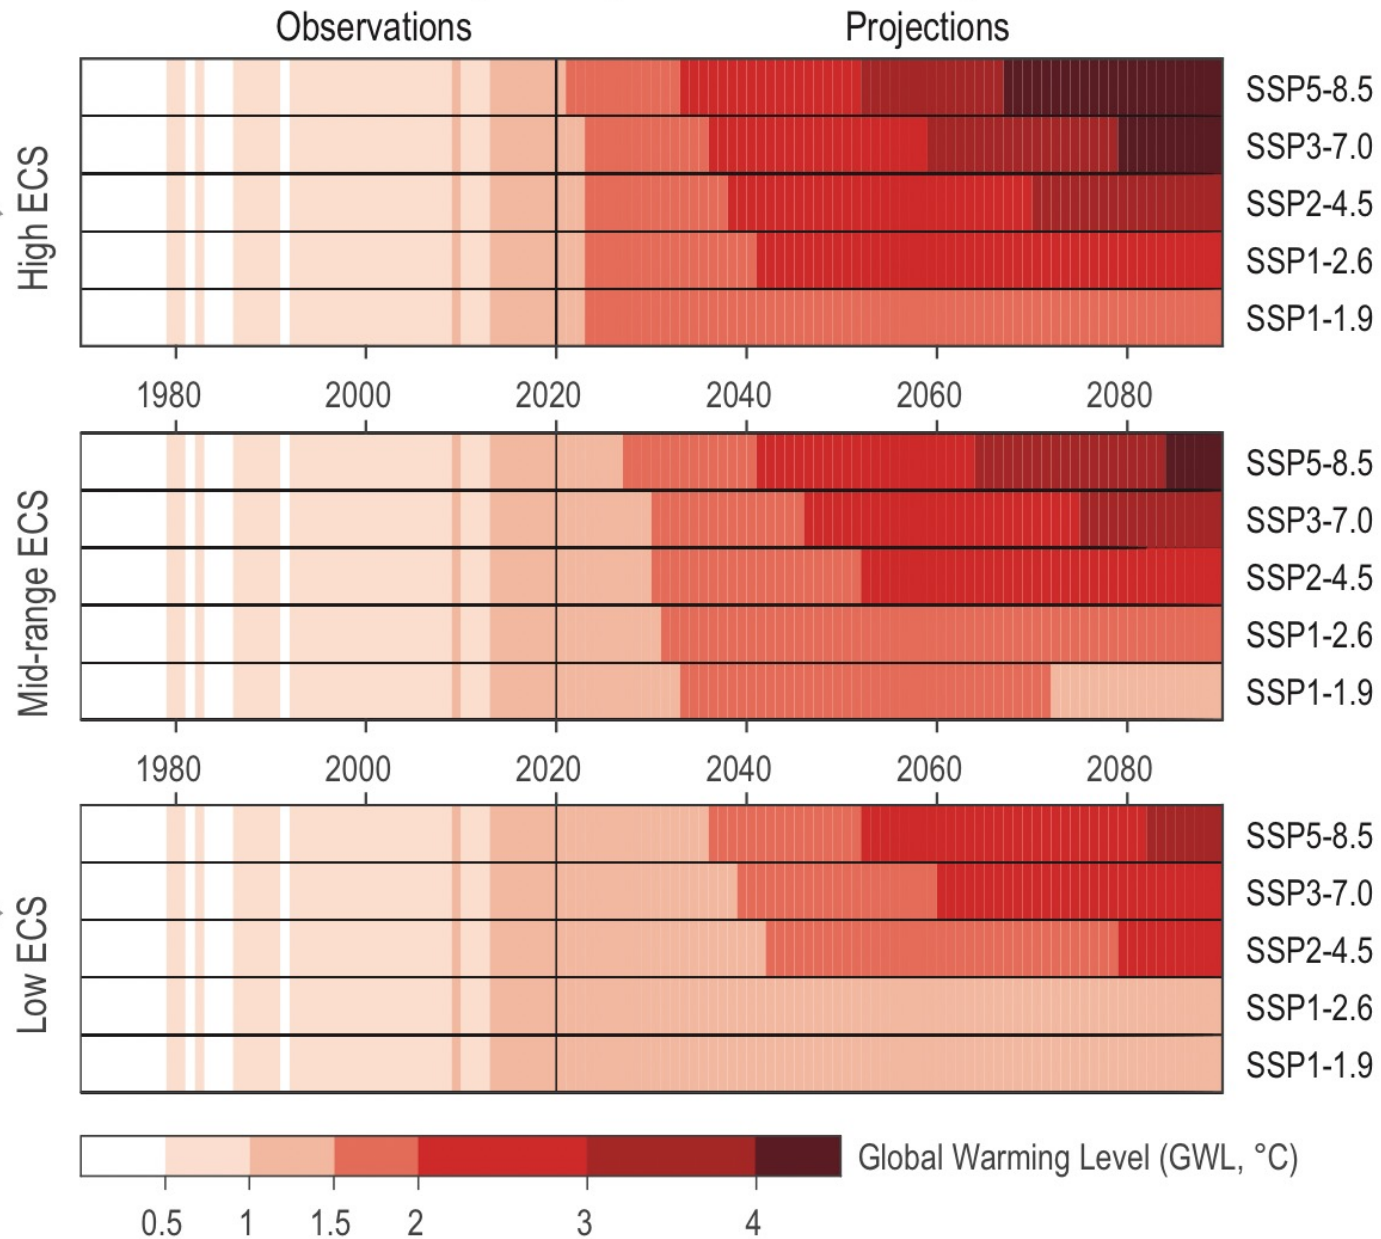 Observations Projections
High ECS
SSP5-8.5
SSP3-7.0
SSP2-4.5
SSP1-2.6
SSP1-1.9
1980 2000 2020 2040 2060 2080
Mid-range ECS
SSP5-8.5
SSP3-7.0
SSP2-4.5
SSP1-2.6
SSP1-1.9
1980 2000 2020 2040 2060 2080
Low ECS
SSP5-8.5
SSP3-7.0
SSP2-4.5
SSP1-2.6
SSP1-1.9
Global Warming Level (GWL, °C)
0.5 1 1.5 2 3 4